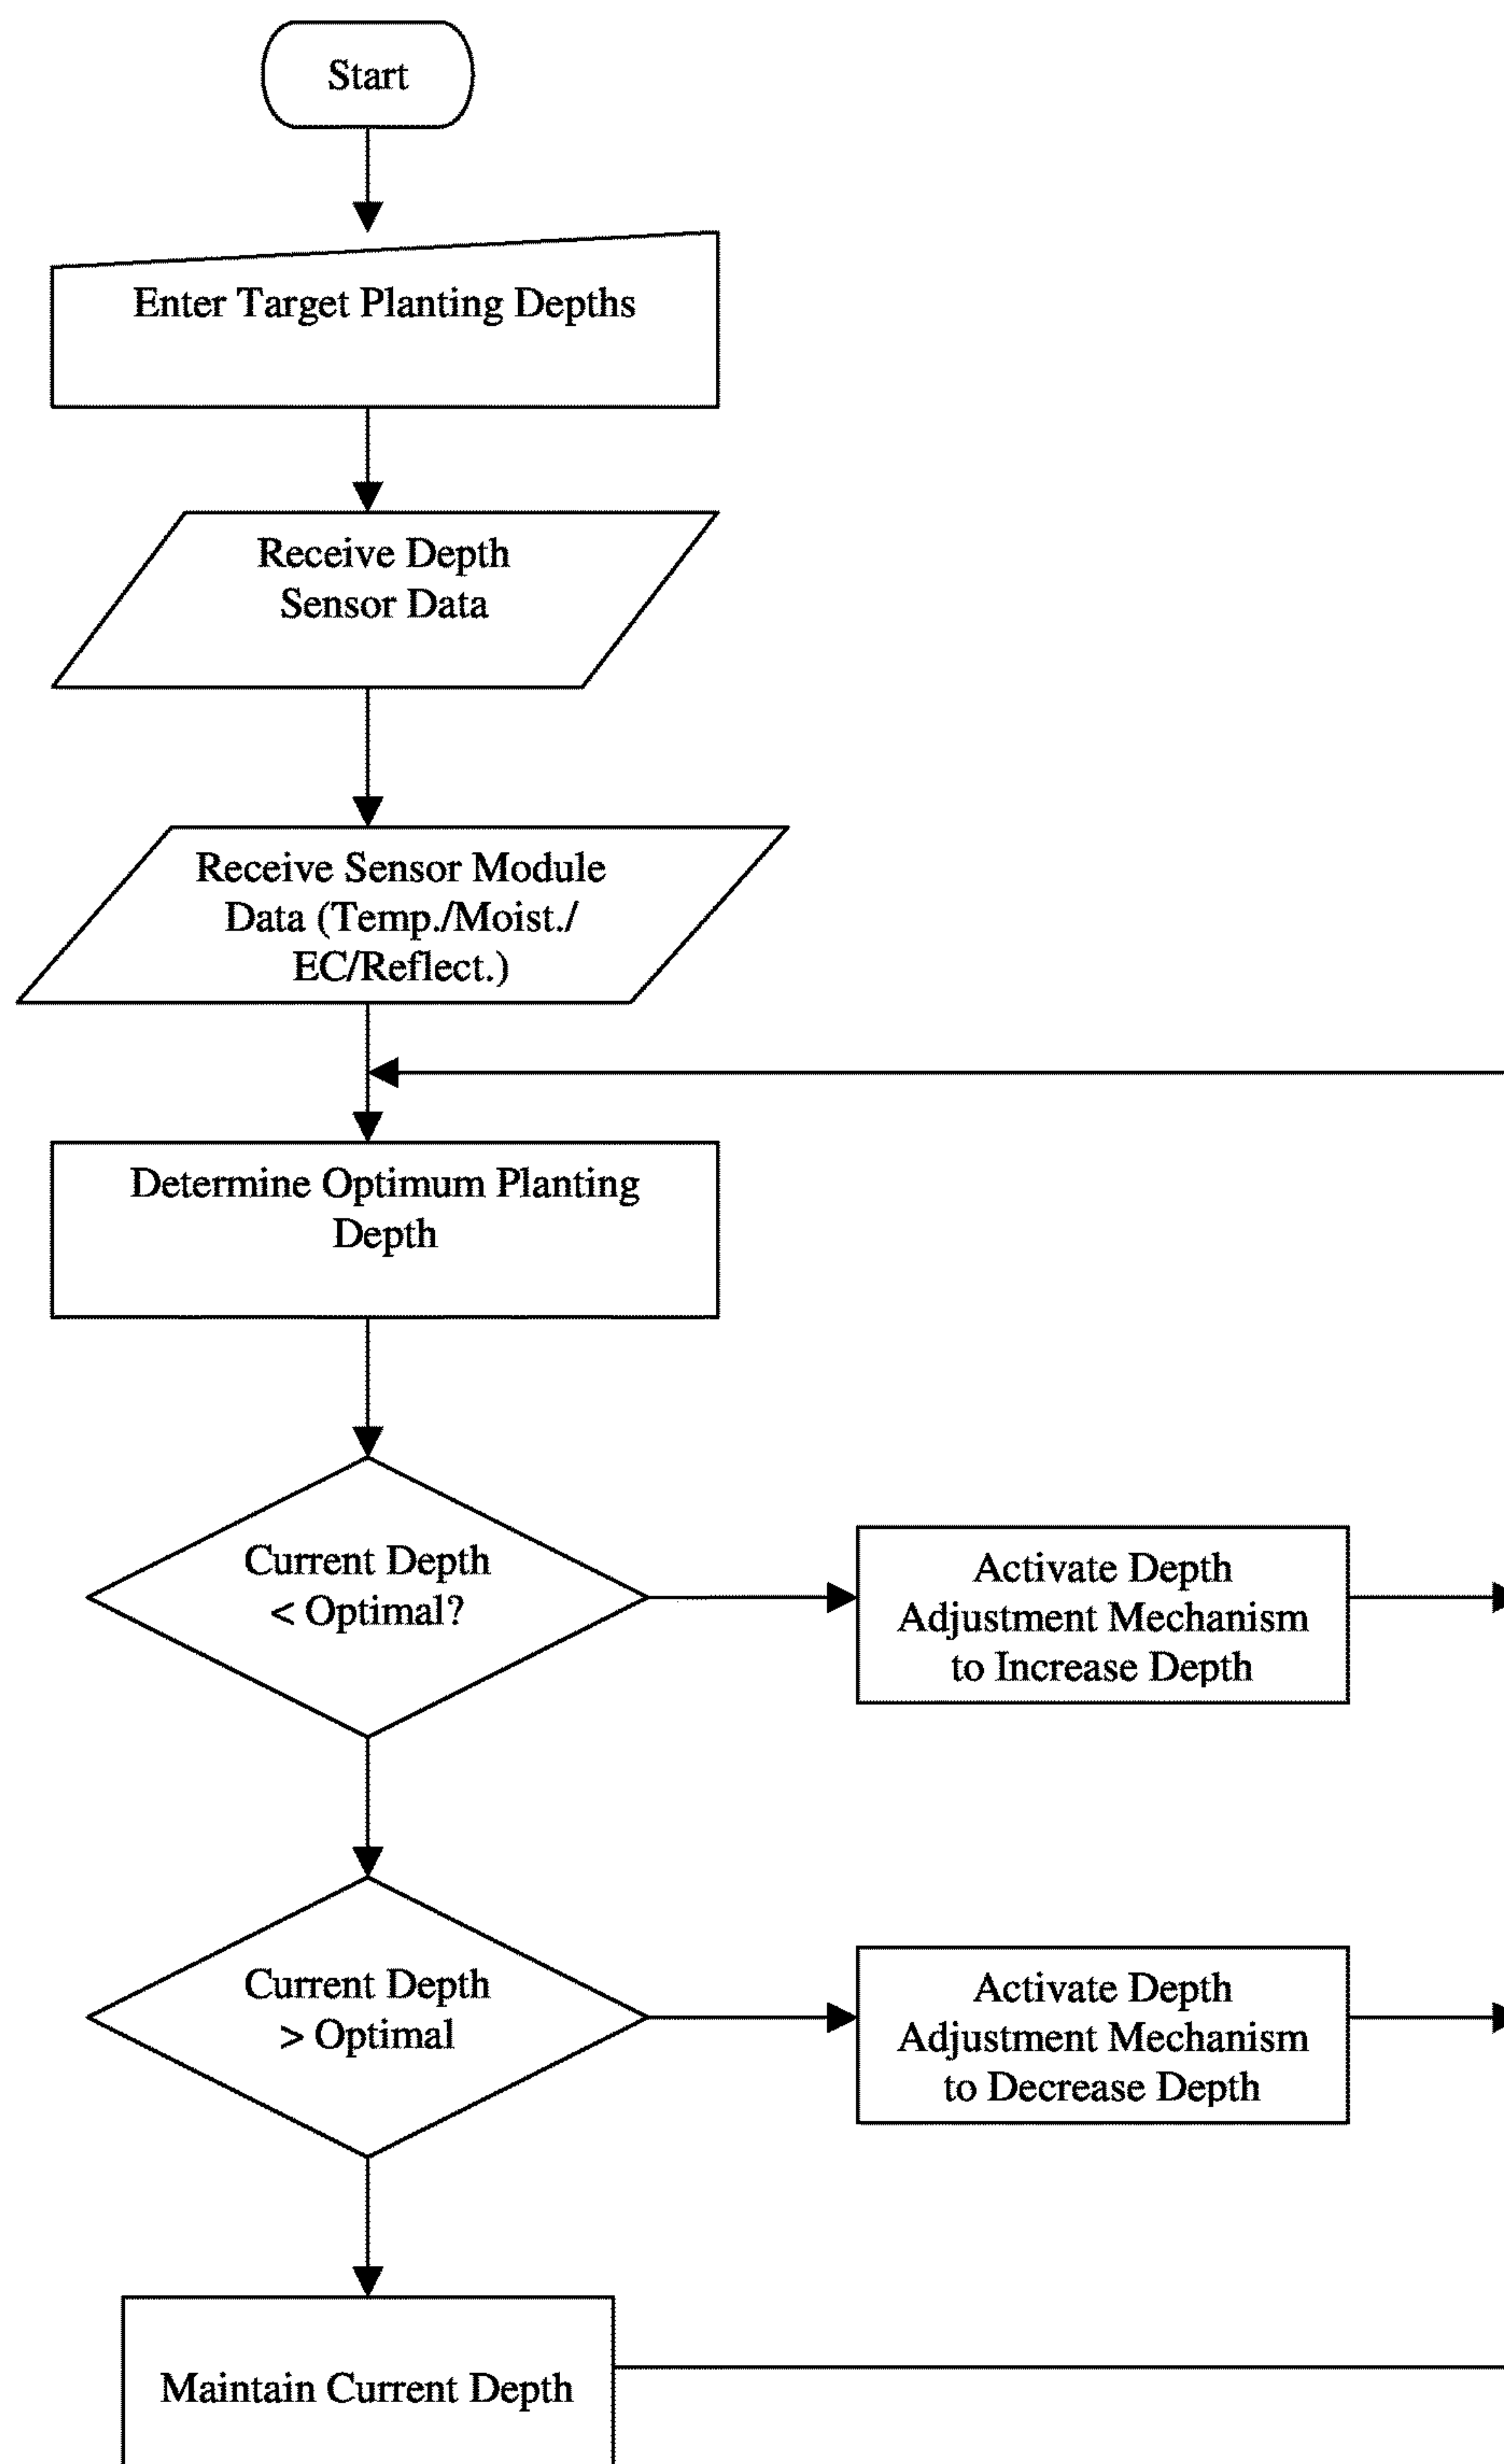 Start
Enter Target Planting Depths
Receive Depth
Sensor Data
Receive Sensor Module
Data (Temp./Moist./
EC/Reflect.)
Determine Optimum Planting
Depth
Current Depth
< Optimal?
Activate Depth
Adjustment Mechanism
to Increase Depth
Current Depth
> Optimal
Activate Depth
Adjustment Mechanism
to Decrease Depth
Maintain Current Depth